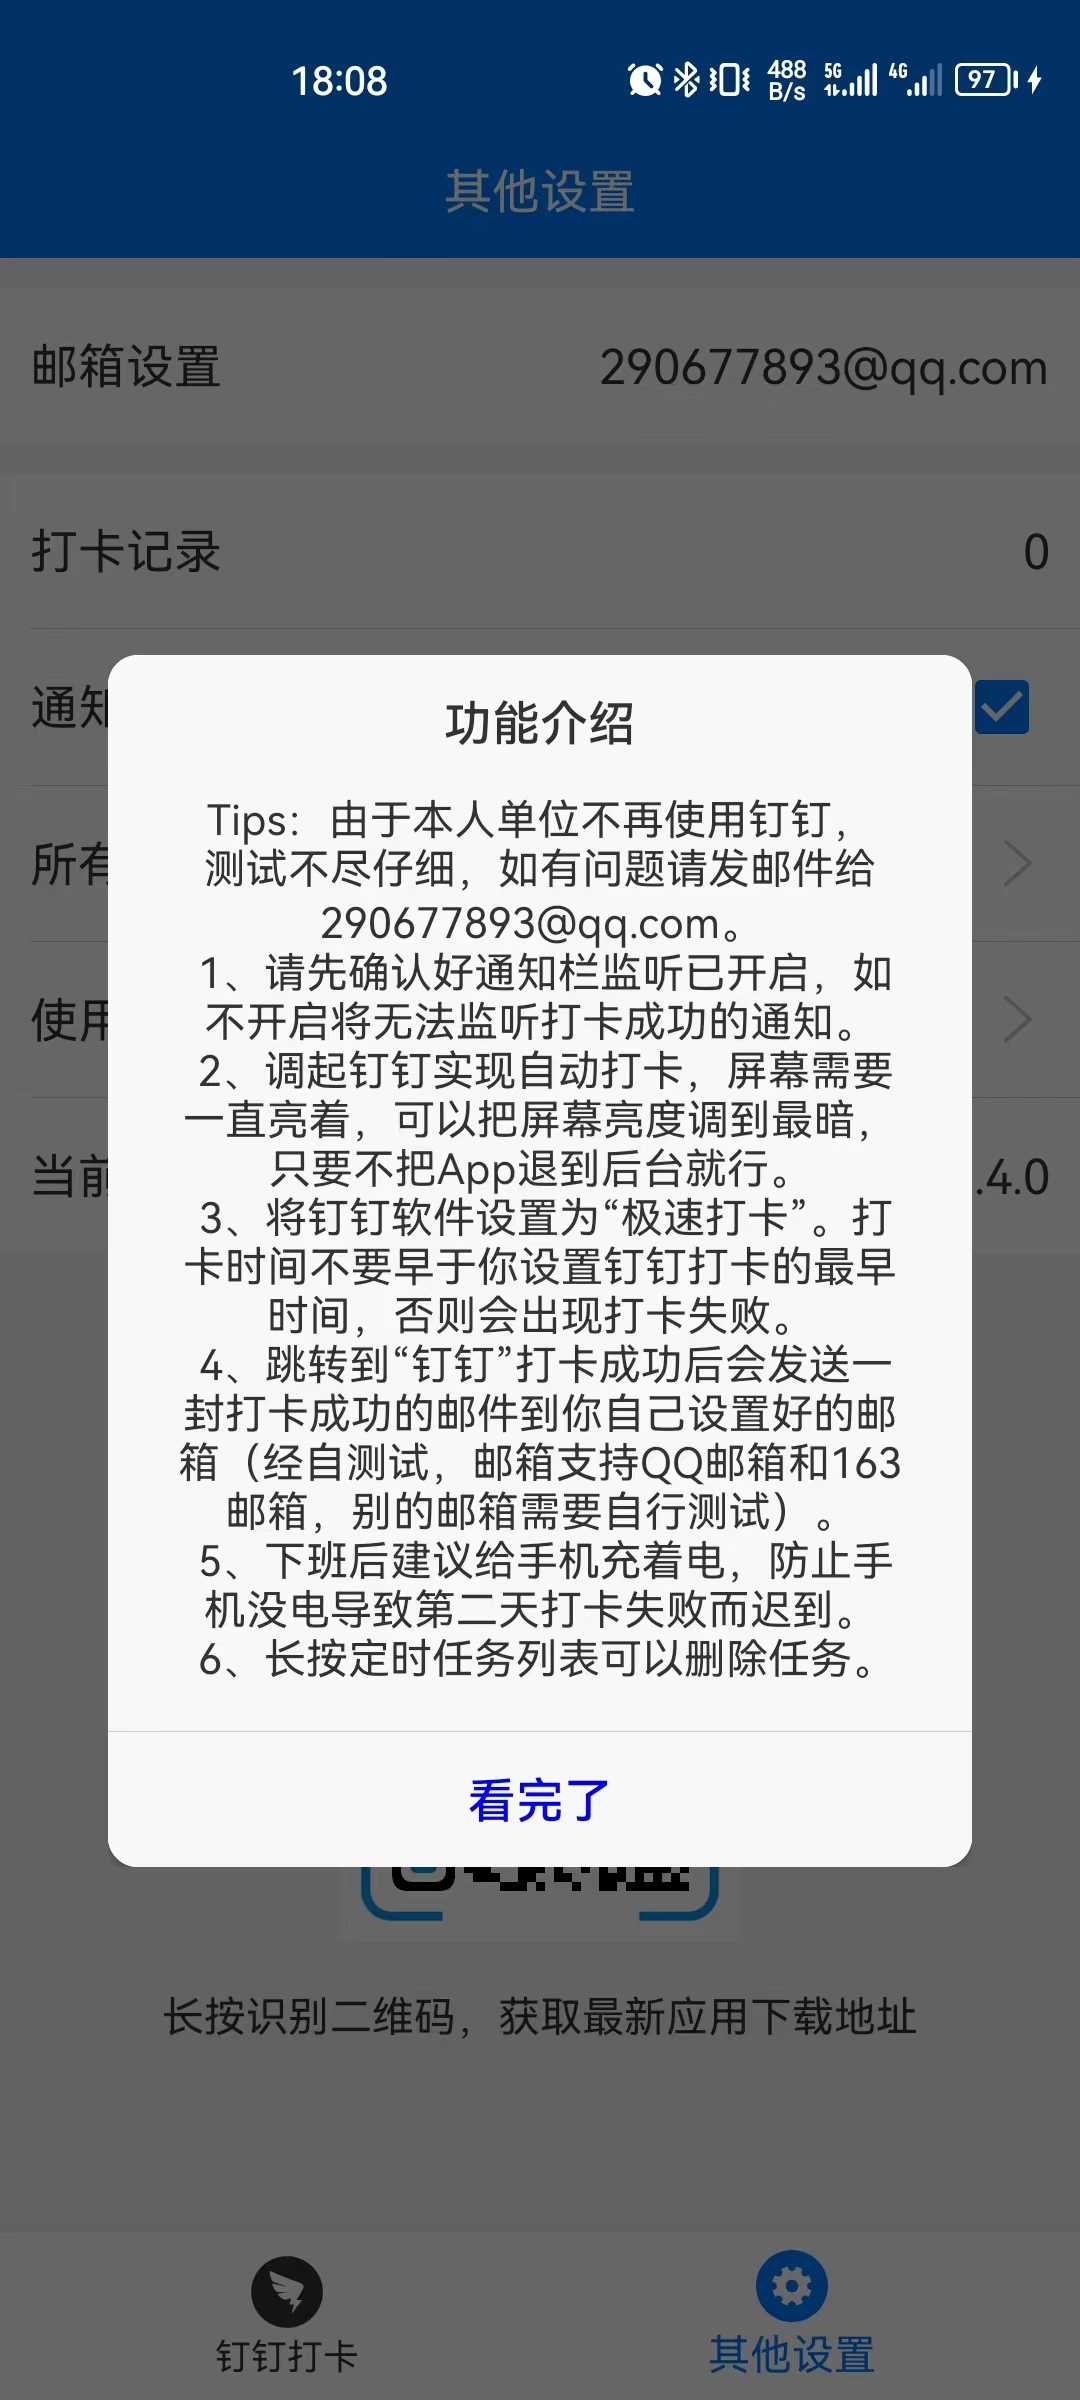 18:08
488
B/s
5G
4G
97
其他设置
邮箱设置
290677893@qq.com
打卡记录
0
通知
功能介绍
Tips：由于本人单位不再使用钉钉，
测试不尽仔细，如有问题请发邮件给
290677893@qq.com。
1、请先确认好通知栏监听已开启，如
不开启将无法监听打卡成功的通知。
2、调起钉钉实现自动打卡，屏幕需要
一直亮着，可以把屏幕亮度调到最暗，
只要不把App退到后台就行。
3、将钉钉软件设置为“极速打卡”。打
卡时间不要早于你设置钉钉打卡的最早
时间，否则会出现打卡失败。
4、跳转到“钉钉”打卡成功后会发送一
封打卡成功的邮件到你自己设置好的邮
箱（经自测试，邮箱支持QQ邮箱和163
邮箱，别的邮箱需要自行测试）。
5、下班后建议给手机充着电，防止手
机没电导致第二天打卡失败而迟到。
6、长按定时任务列表可以删除任务。
看完了
所有
使用
当前
.4.0
长按识别二维码，获取最新应用下载地址
钉钉打卡
其他设置